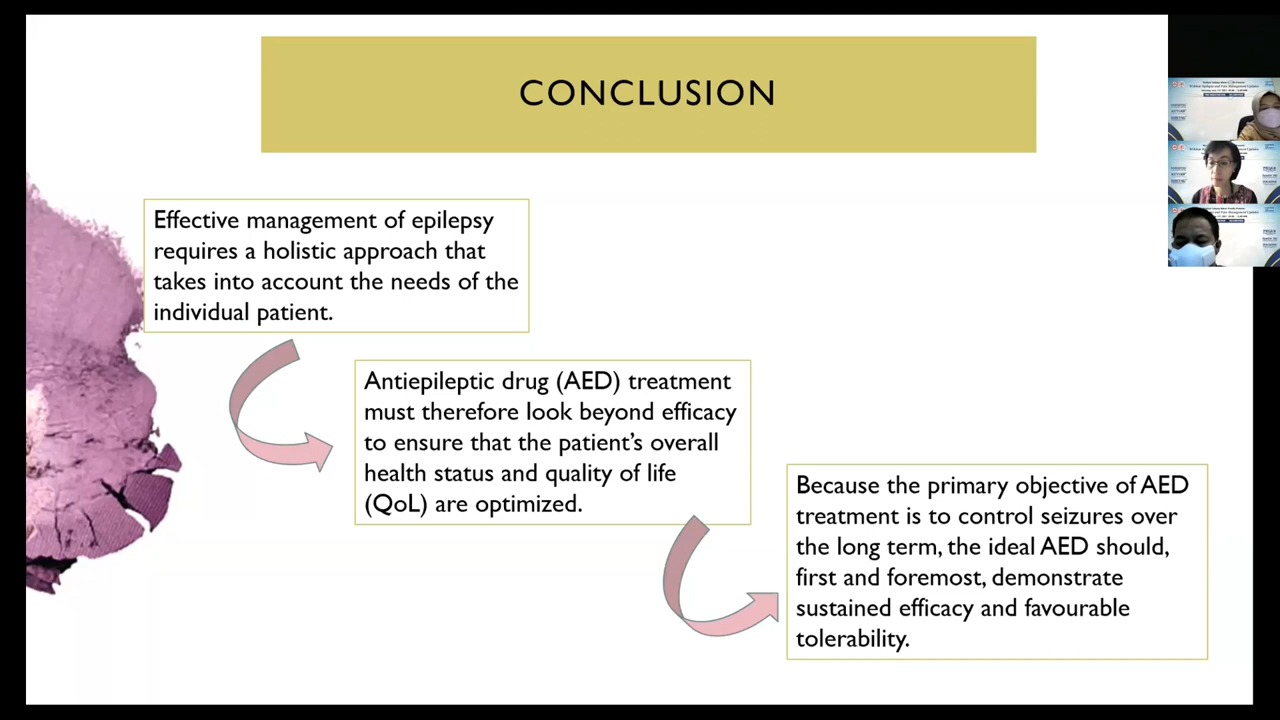 CONCLUSION
Effective management of epilepsy
requires a holistic approach that
takes into account the needs of the
individual patient.
Antiepileptic drug (AED) treatment
must therefore look beyond efficacy
to ensure that the patient's overall
health status and quality of life
(QoL) are optimized.
Because the primary objective of AED
treatment is to control seizures over
the long term, the ideal AED should,
first and foremost, demonstrate
sustained efficacy and favourable
tolerability.